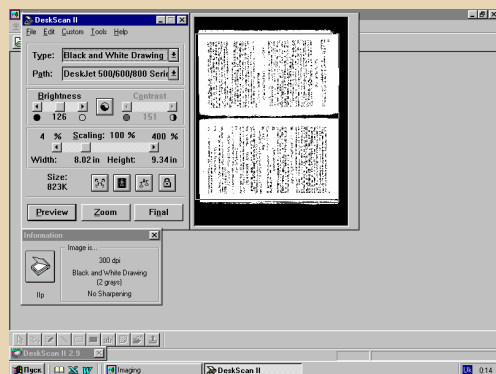 DeskScan II
File Edit Custom Tools Help
Type: Black and White Drawing
Path: DeskJet 500/600/800 Serie
Brightness Contrast
126 151
4 % Scaling: 100 % 400 %
Width: 8.02 in Height: 9.34 in
Size:
823K
Preview Zoom Final
Information
Image is...
300 dpi
Black and White Drawing
(2 grays)
No Sharpening
IIp
ab
DeskScan II 2.9
Пуск W Imaging DeskScan II Uk 0:14